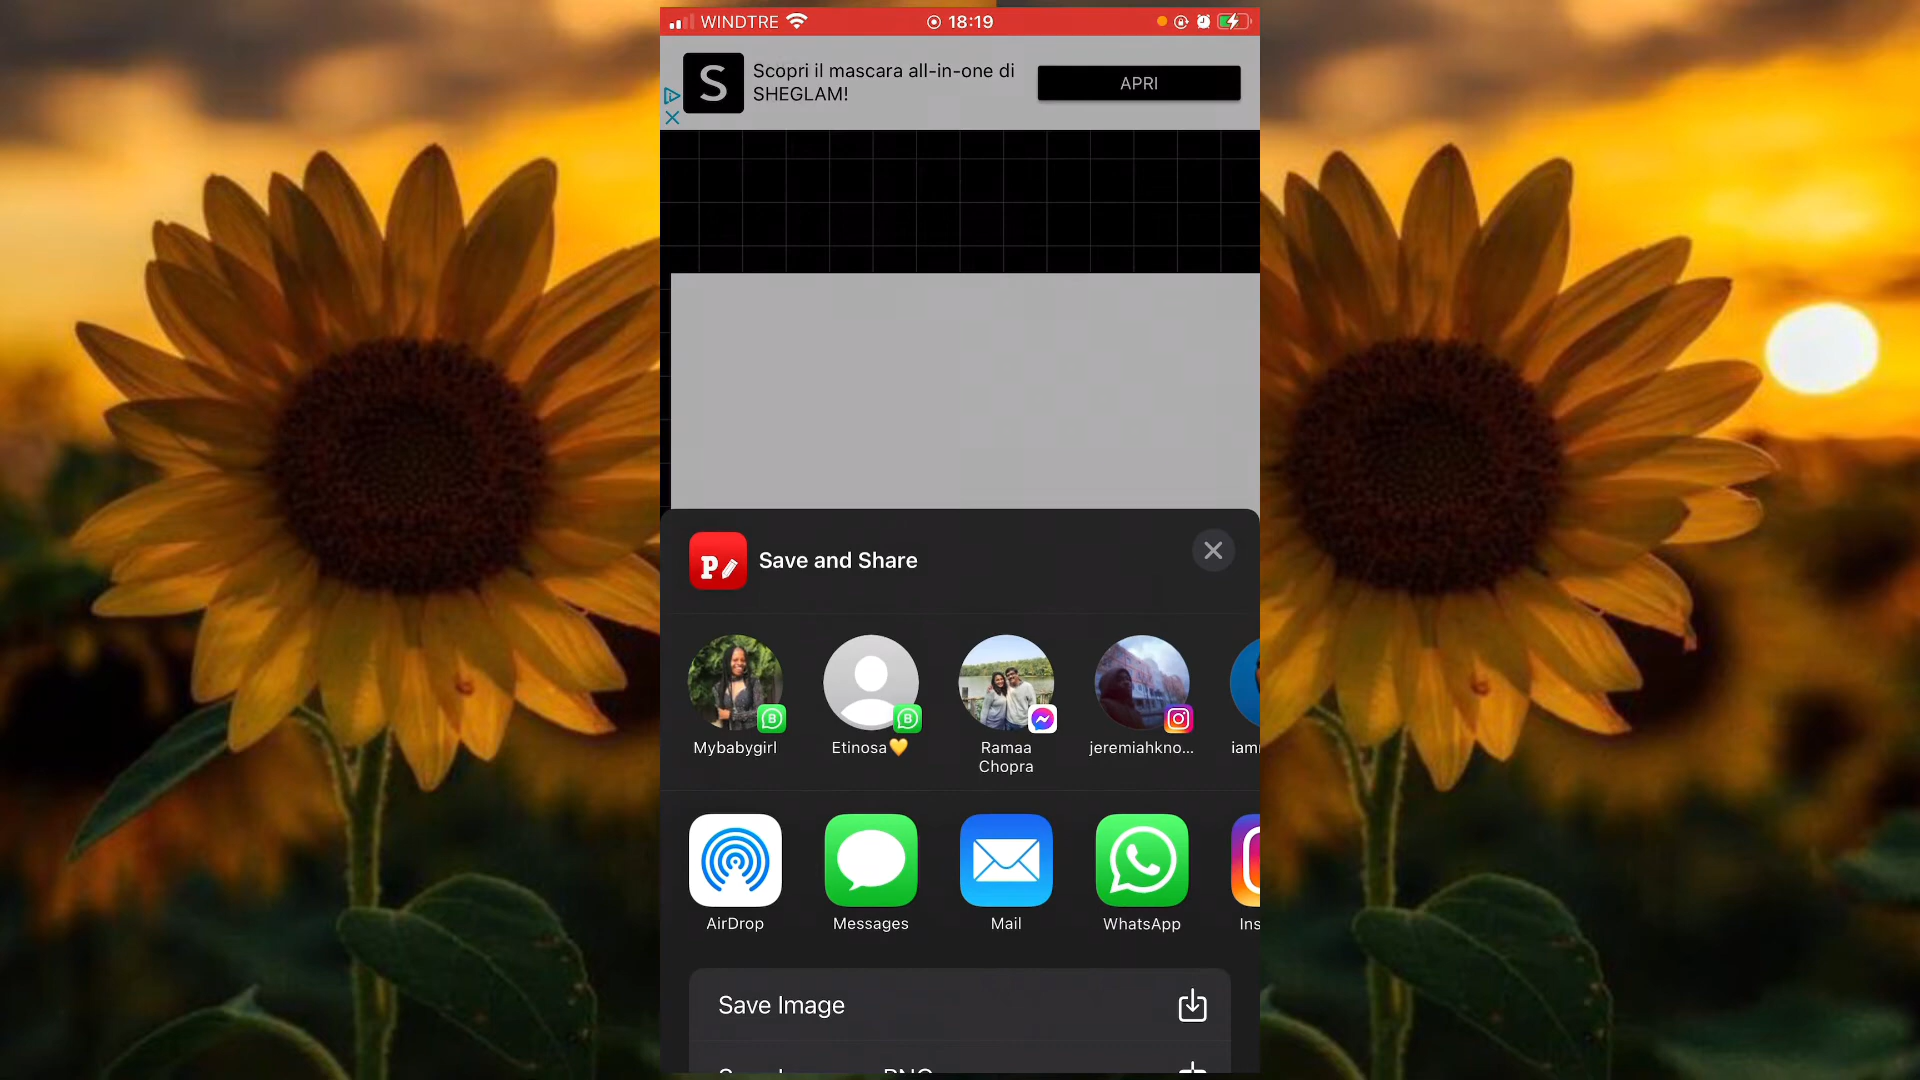 WINDTRE
18:19
S
Scopri il mascara all-in-one di
SHEGLAM!
APRI
P
Save and Share
Mybabygirl
Etinosa💛
Ramaa
Chopra
jeremiahkno...
AirDrop
Messages
Mail
WhatsApp
Save Image